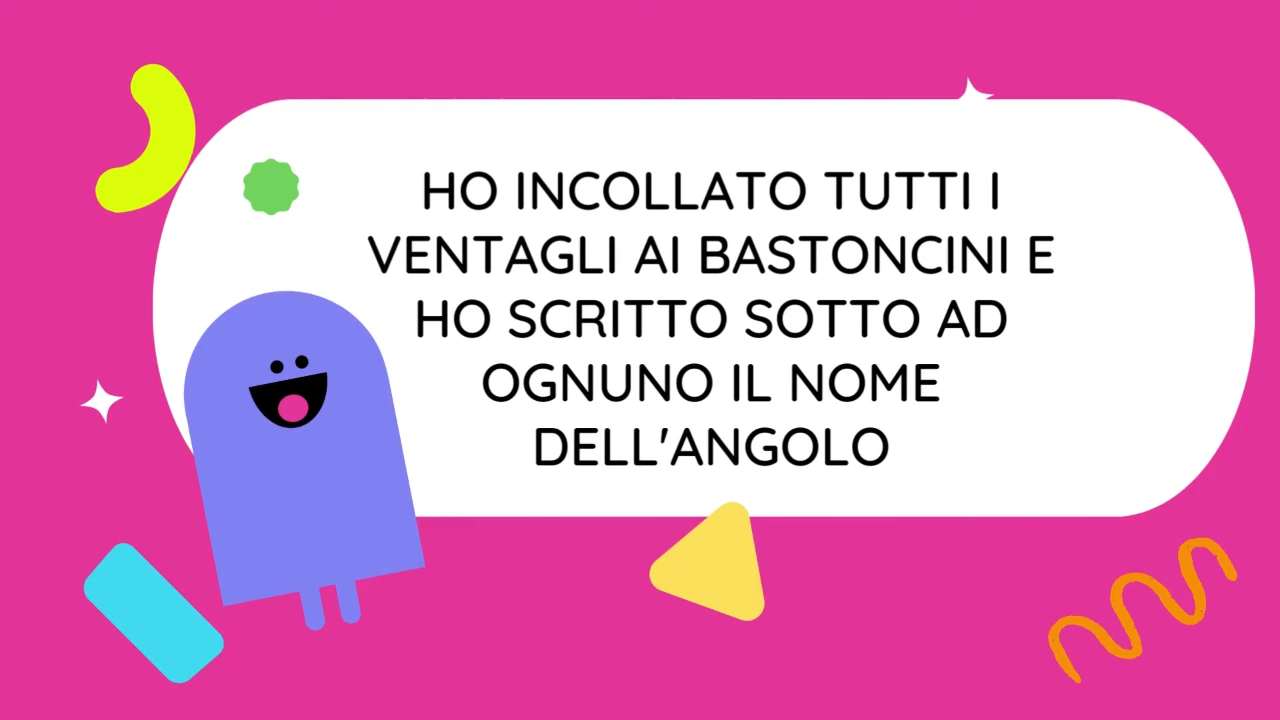 HO INCOLLATO TUTTI I
VENTAGLI AI BASTONCINI E
HO SCRITTO SOTTO AD
OGNUNO IL NOME
DELL'ANGOLO